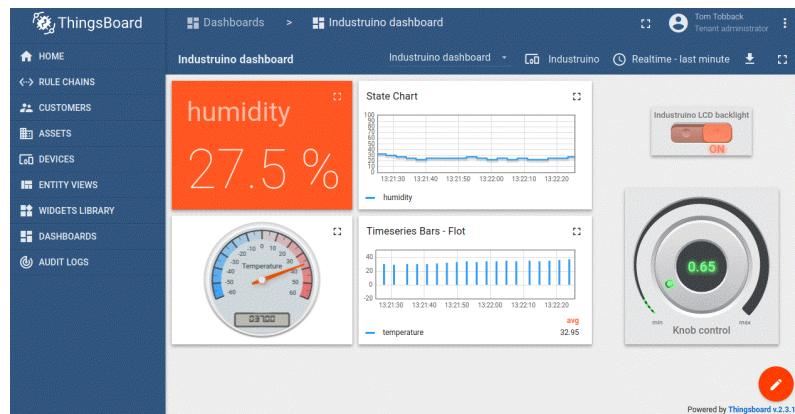 ThingsBoard
Dashboards > Industruino dashboard
Tom Tobback
Tenant administrator
HOME
RULE CHAINS
CUSTOMERS
ASSETS
DEVICES
ENTITY VIEWS
WIDGETS LIBRARY
DASHBOARDS
AUDIT LOGS
Industruino dashboard
Industruino dashboard
Industruino
Realtime - last minute
humidity
27.5 %
State Chart
100
90
80
70
60
50
40
30
20
10
0
13:21:30 13:21:40 13:21:50 13:22:00 13:22:10 13:22:20
humidity
Industruino LCD backlight
ON
-10 0 10
-20 20
-30 30
Temperature
-40 40
-50 50
-60 60
Timeseries Bars - Flot
40
20
0
-20
13:21:30 13:21:40 13:21:50 13:22:00 13:22:10 13:22:20
avg
temperature 32.95
0.65
min max
Knob control
Powered by Thingsboard v.2.3.1